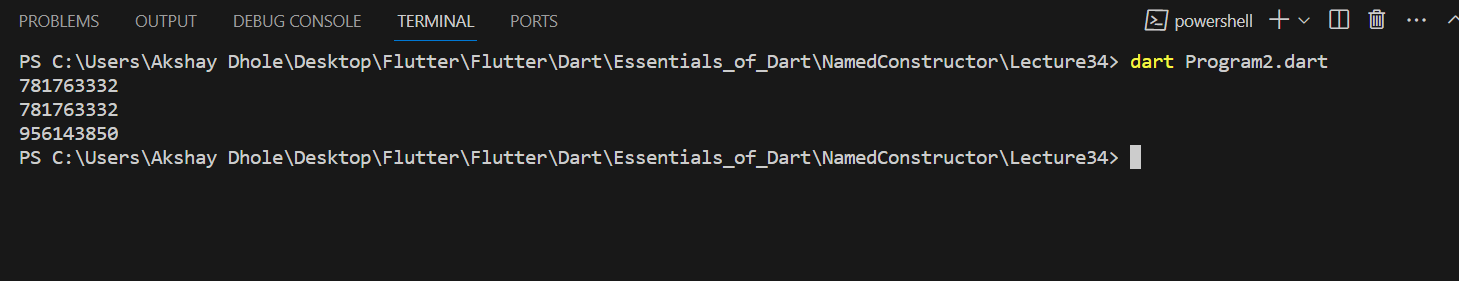 PROBLEMS OUTPUT DEBUG CONSOLE TERMINAL PORTS powershell
PS C:\Users\Akshay Dhole\Desktop\Flutter\Flutter\Dart\Essentials_of_Dart\NamedConstructor\Lecture34> dart Program2.dart
781763332
781763332
956143850
PS C:\Users\Akshay Dhole\Desktop\Flutter\Flutter\Dart\Essentials_of_Dart\NamedConstructor\Lecture34>